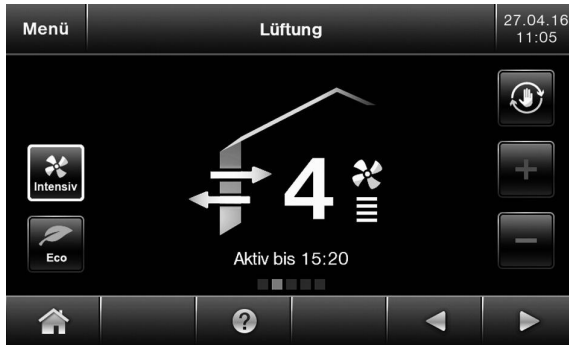 Menü
Lüftung
27.04.16
11:05
Intensiv
4
Eco
Aktiv bis 15:20
?